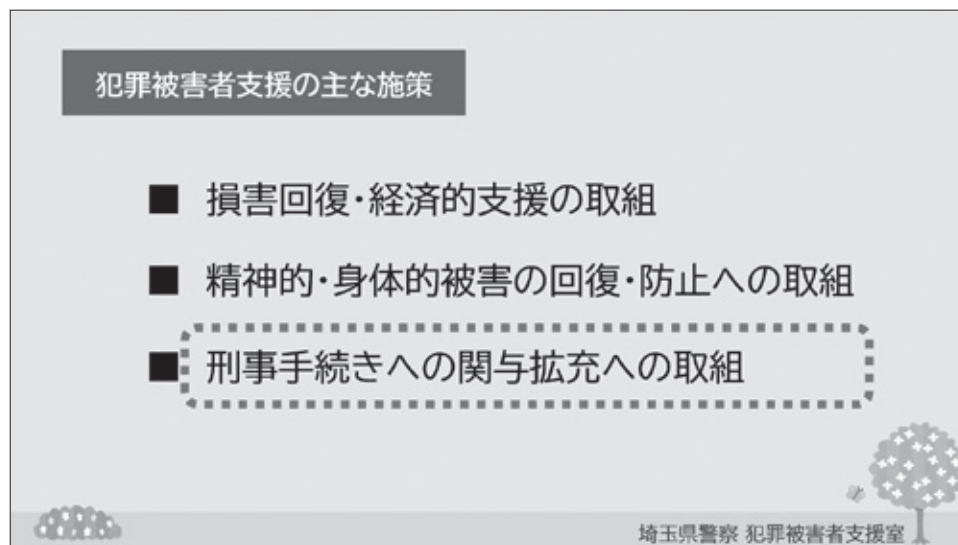 犯罪被害者支援の主な施策
■ 損害回復・経済的支援の取組
■ 精神的・身体的被害の回復・防止への取組
■ 刑事手続きへの関与拡充への取組
埼玉県警察 犯罪被害者支援室